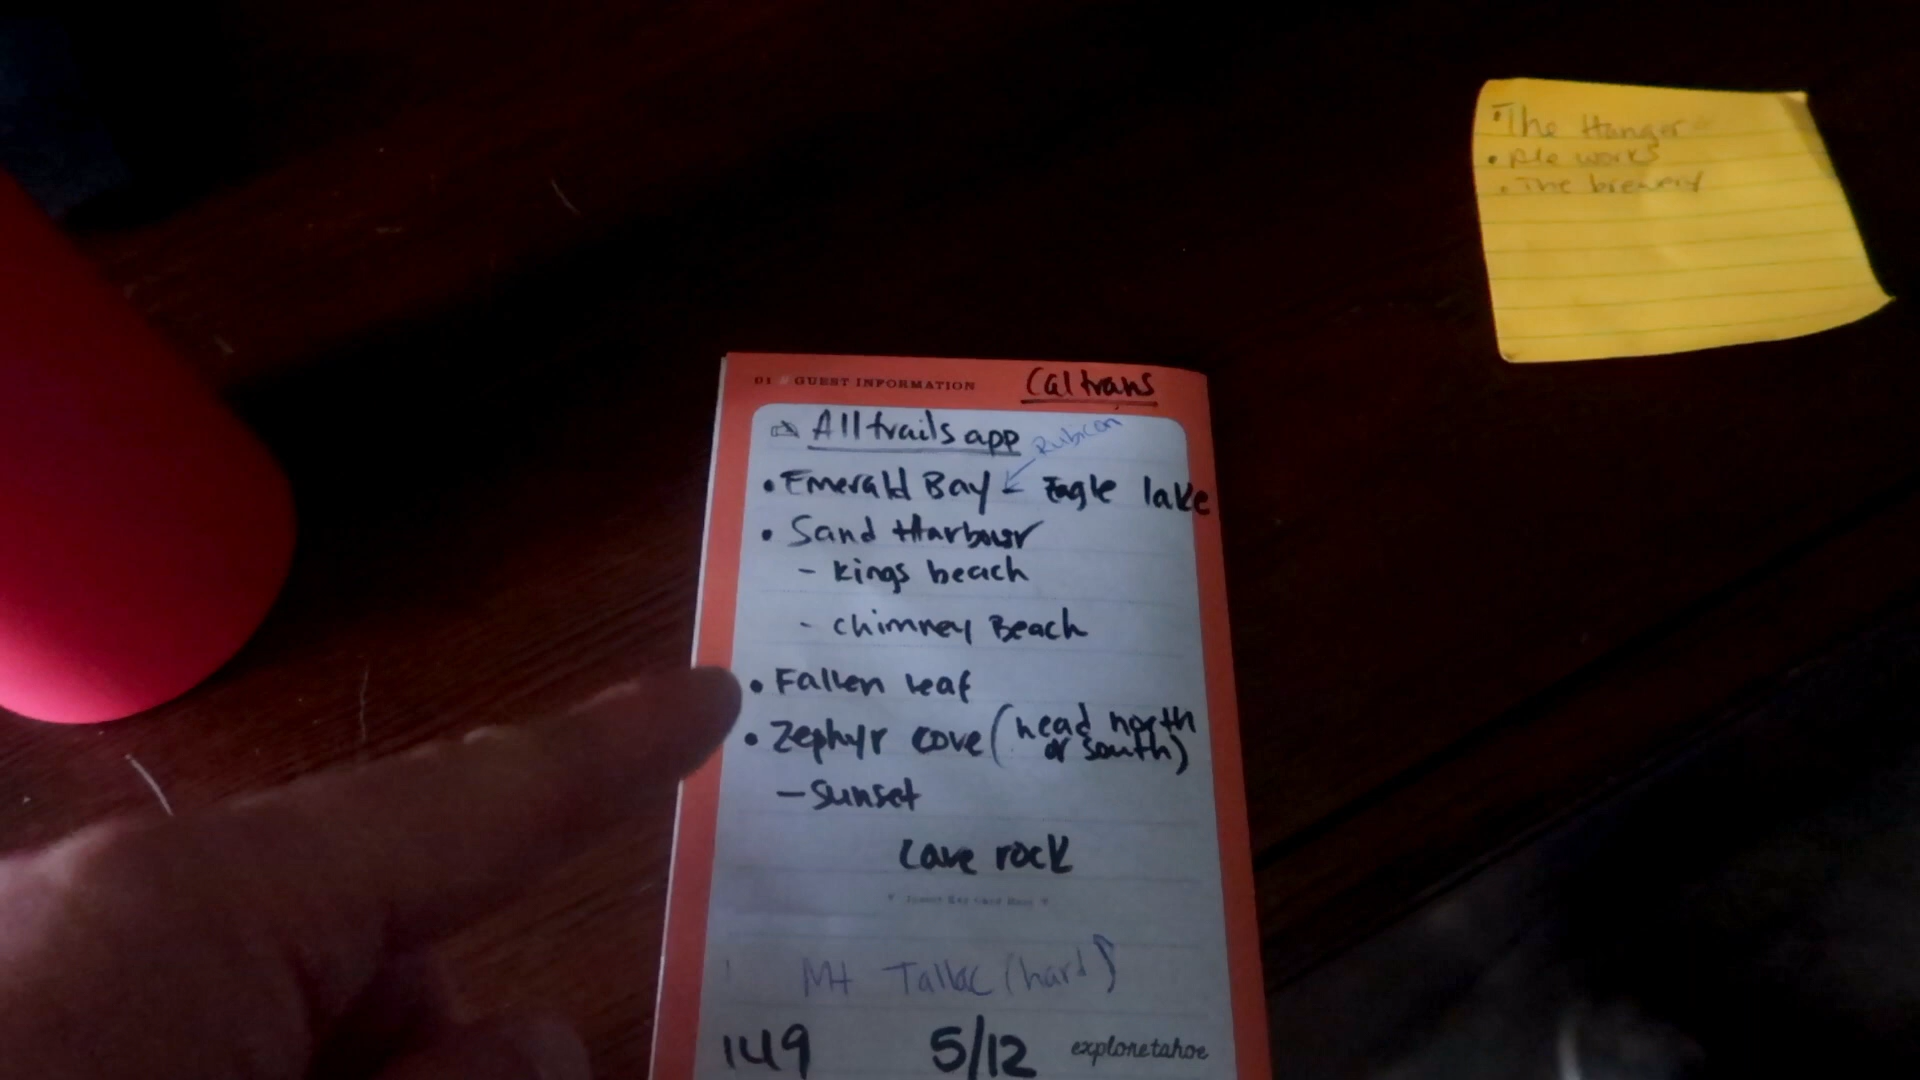 The Hanger
• Ale works
• The brewery
01 GUEST INFORMATION
Caltrans
Alltrails app
Rubicon
• Emerald Bay - Eagle lake
• Sand Harbour
- Kings beach
- Chimney Beach
• Fallen leaf
• Zephyr cove (head north
or south)
- Sunset
Cave rock
Mt Tallac (hard)
149
5/12
exploretahoe